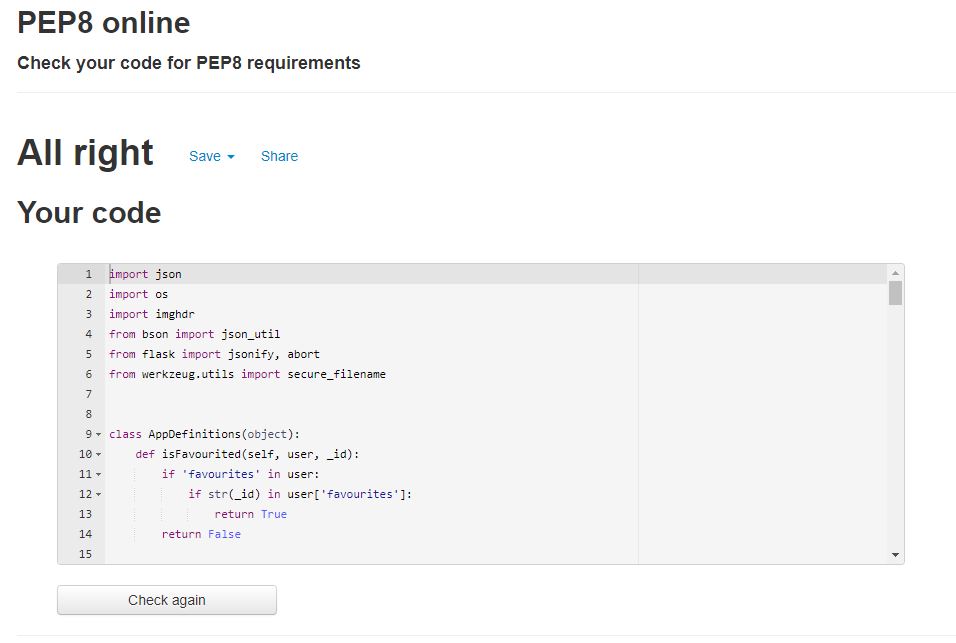 PEP8 online
Check your code for PEP8 requirements
All right Save Share
Your code
1 import json
2 import os
3 import imghdr
4 from bson import json_util
5 from flask import jsonify, abort
6 from werkzeug.utils import secure_filename
7
8
9 class AppDefinitions(object):
10 def isFavourited(self, user, _id):
11 if 'favourites' in user:
12 if str(_id) in user['favourites']:
13 return True
14 return False
15
Check again